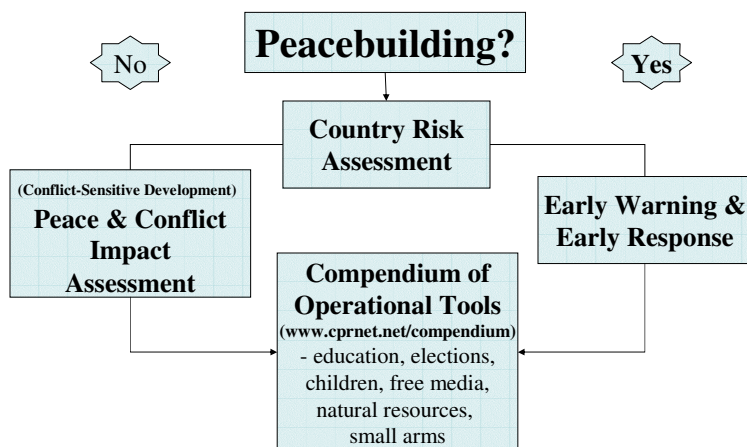 Peacebuilding?
No
Yes
Country Risk
Assessment
(Conflict-Sensitive Development)
Peace & Conflict
Impact
Assessment
Early Warning &
Early Response
Compendium of
Operational Tools
(www.cprnet.net/compendium)
- education, elections,
children, free media,
natural resources,
small arms